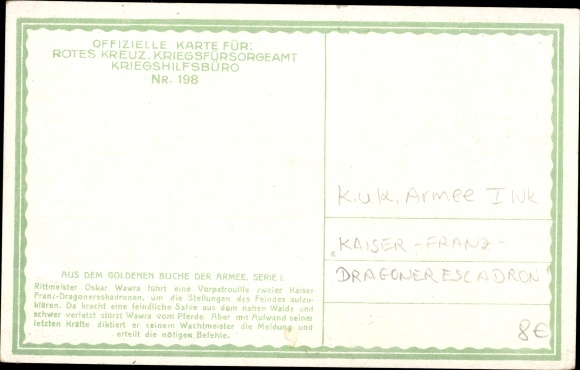 OFFIZIELLE KARTE FÜR:
ROTES KREUZ, KRIEGSFÜRSORGEAMT
KRIEGSHILFSBÜRO
NR. 198
AUS DEM GOLDENEN BUCHE DER ARMEE, SERIE I.
Rittmeister Oskar Wawra führt eine Vorpatrouille zweier Kaiser
Franz-Dragonereskadronen, um die Stellungen des Feindes aufzu-
klären. Da kracht eine feindliche Salve aus dem nahen Walde und
schwer verletzt stürzt Wawra vom Pferde. Aber mit Aufwand seiner
letzten Kräfte diktiert er seinem Wachtmeister die Meldung und
erteilt die nötigen Befehle.
K.u.K. Armee I WK
"KAISER-FRANZ-
DRAGONERESCADRON"
8€